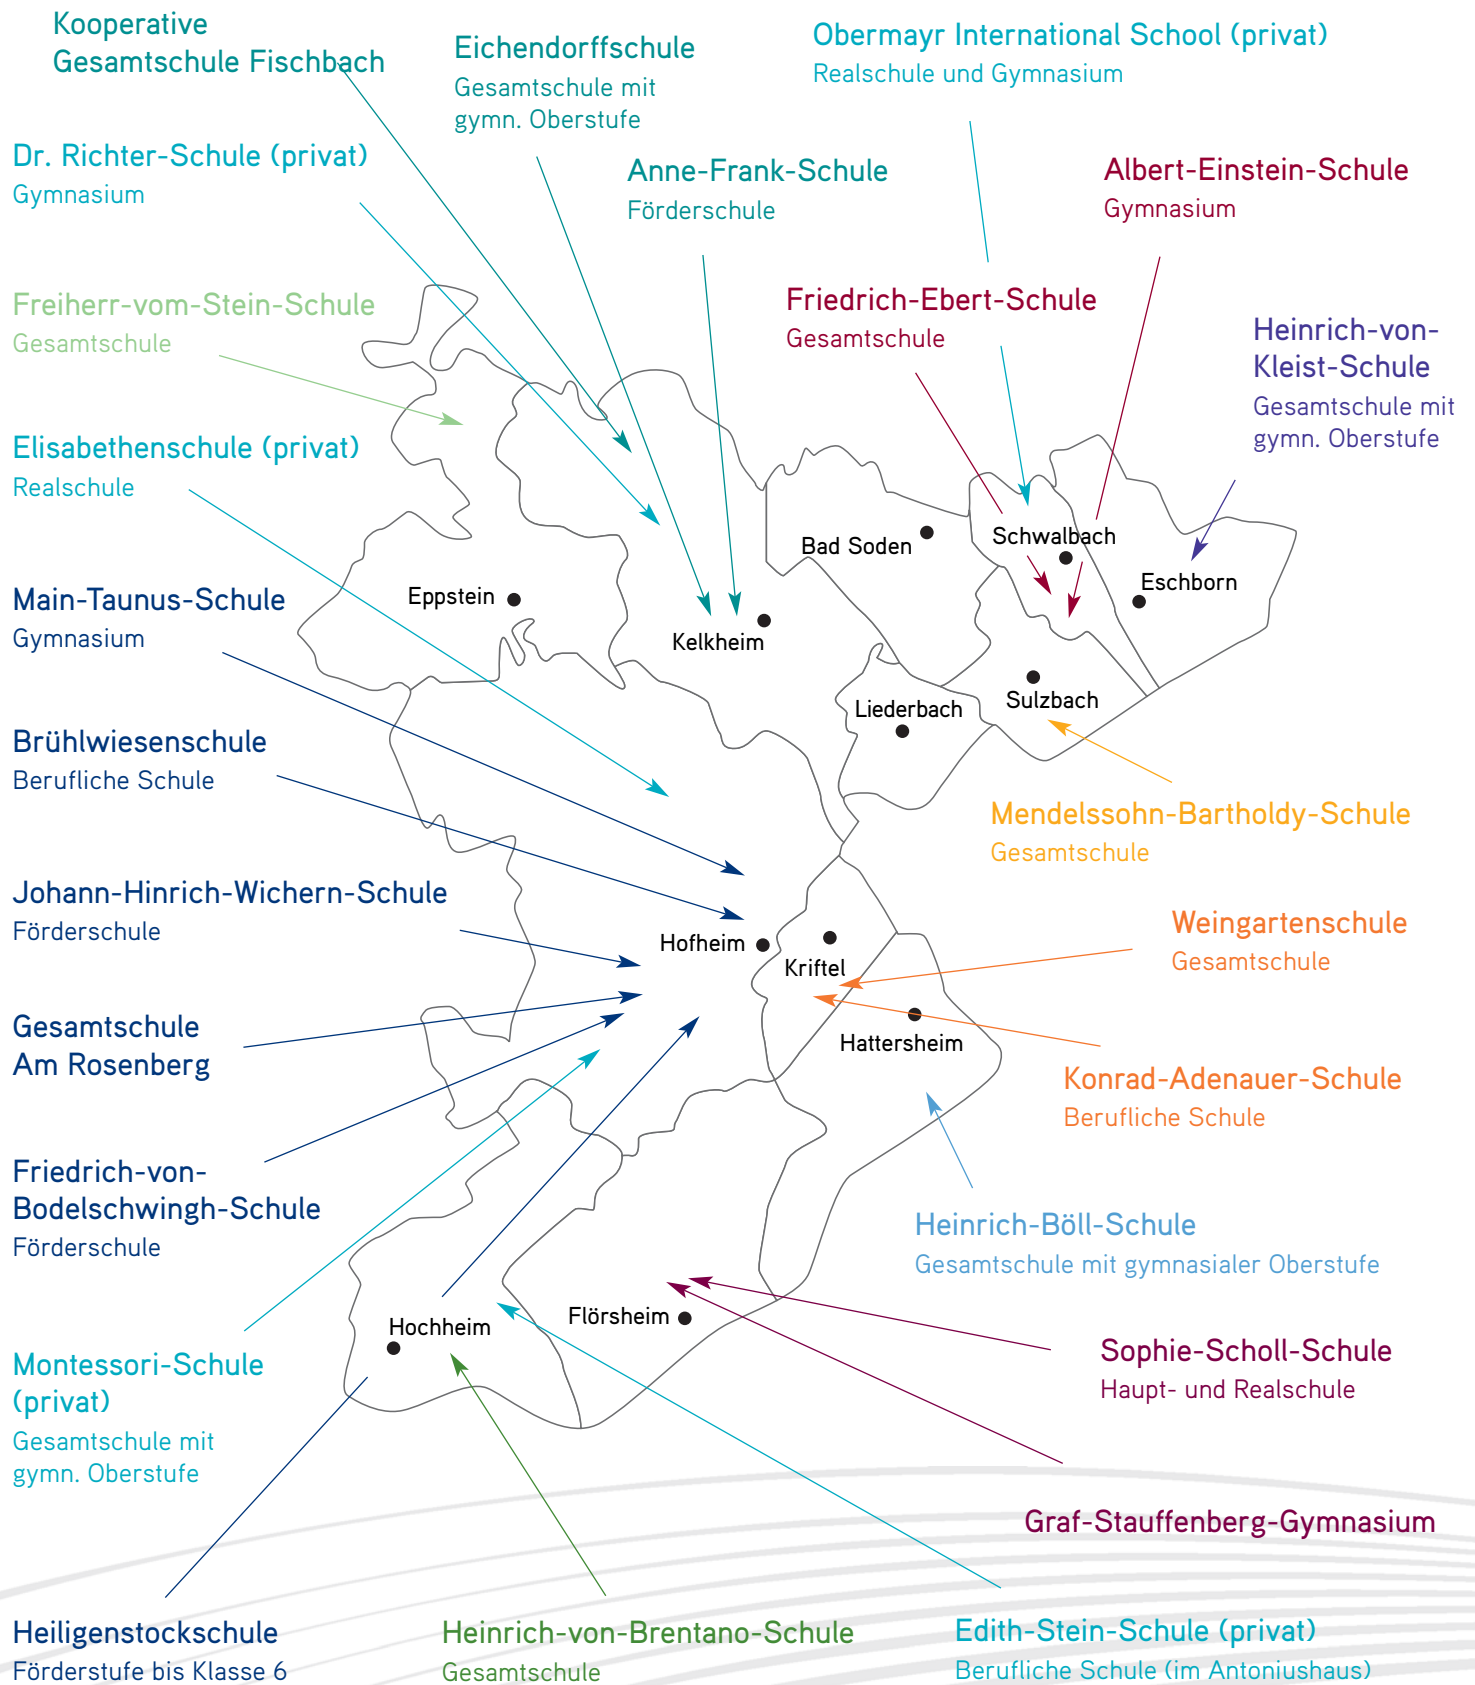 Kooperative
Gesamtschule Fischbach
Eichendorffschule
Gesamtschule mit
gymn. Oberstufe
Obermayr International School (privat)
Realschule und Gymnasium
Dr. Richter-Schule (privat)
Gymnasium
Anne-Frank-Schule
Förderschule
Albert-Einstein-Schule
Gymnasium
Freiherr-vom-Stein-Schule
Gesamtschule
Friedrich-Ebert-Schule
Gesamtschule
Heinrich-von-
Kleist-Schule
Gesamtschule mit
gymn. Oberstufe
Elisabethenschule (privat)
Realschule
Bad Soden
Schwalbach
Eschborn
Main-Taunus-Schule
Gymnasium
Eppstein
Kelkheim
Sulzbach
Liederbach
Brühlwiesenschule
Berufliche Schule
Mendelssohn-Bartholdy-Schule
Gesamtschule
Johann-Hinrich-Wichern-Schule
Förderschule
Hofheim
Kriftel
Weingartenschule
Gesamtschule
Gesamtschule
Am Rosenberg
Hattersheim
Konrad-Adenauer-Schule
Berufliche Schule
Friedrich-von-
Bodelschwingh-Schule
Förderschule
Heinrich-Böll-Schule
Gesamtschule mit gymnasialer Oberstufe
Hochheim
Flörsheim
Montessori-Schule
(privat)
Gesamtschule mit
gymn. Oberstufe
Sophie-Scholl-Schule
Haupt- und Realschule
Graf-Stauffenberg-Gymnasium
Heiligenstockschule
Förderstufe bis Klasse 6
Heinrich-von-Brentano-Schule
Gesamtschule
Edith-Stein-Schule (privat)
Berufliche Schule (im Antoniushaus)